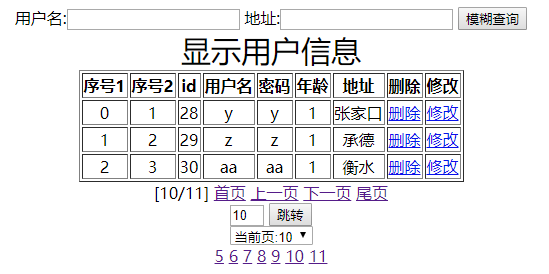 用户名: 地址: 模糊查询
显示用户信息
序号1 序号2 id 用户名 密码 年龄 地址 删除 修改
0 1 28 y y 1 张家口 删除 修改
1 2 29 z z 1 承德 删除 修改
2 3 30 aa aa 1 衡水 删除 修改
[10/11] 首页 上一页 下一页 尾页
10 跳转
当前页:10
5 6 7 8 9 10 11